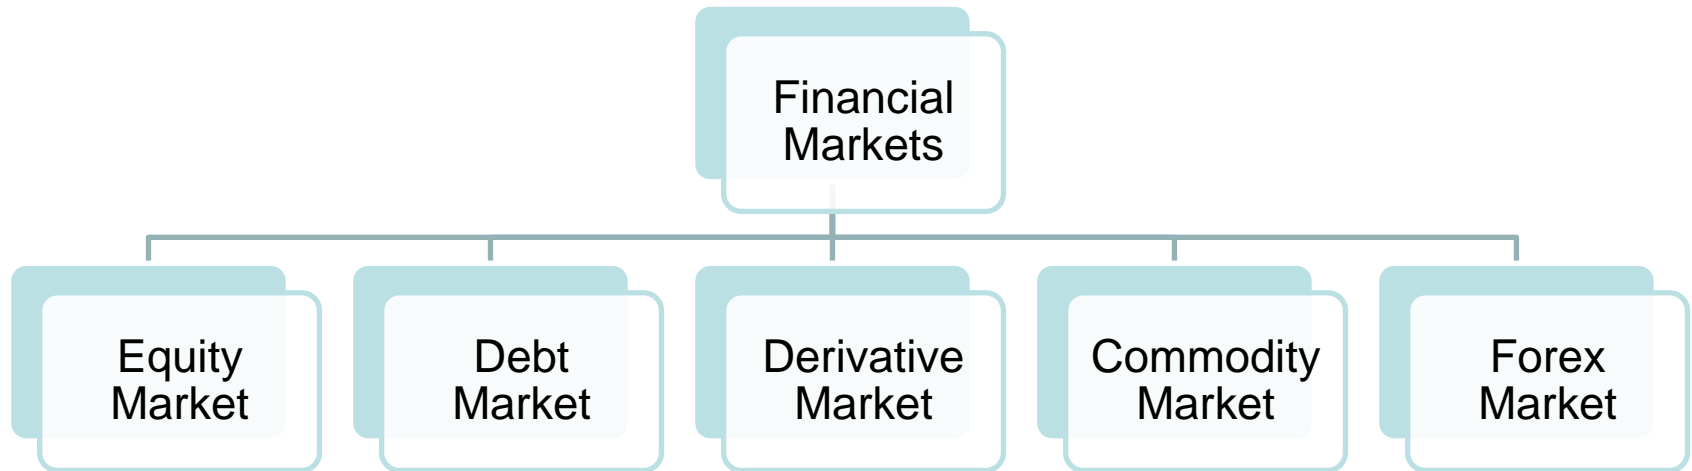 Financial
Markets
Equity
Market
Debt
Market
Derivative
Market
Commodity
Market
Forex
Market